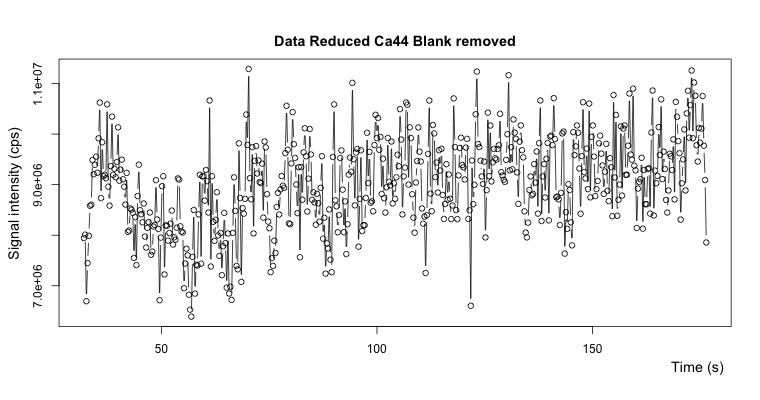 Data Reduced Ca44 Blank removed
Signal intensity (cps)
1.1e+07
9.0e+06
7.0e+06
50
100
150
Time (s)